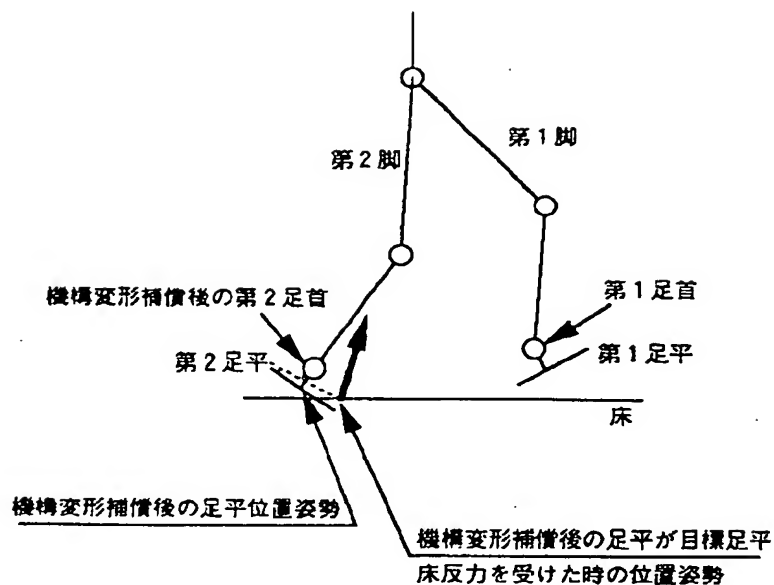 第1脚
第2脚
機構変形補償後の第2足首
第1足首
第2足平
第1足平
床
機構変形補償後の足平位置姿勢
機構変形補償後の足平が目標足平
床反力を受けた時の位置姿勢